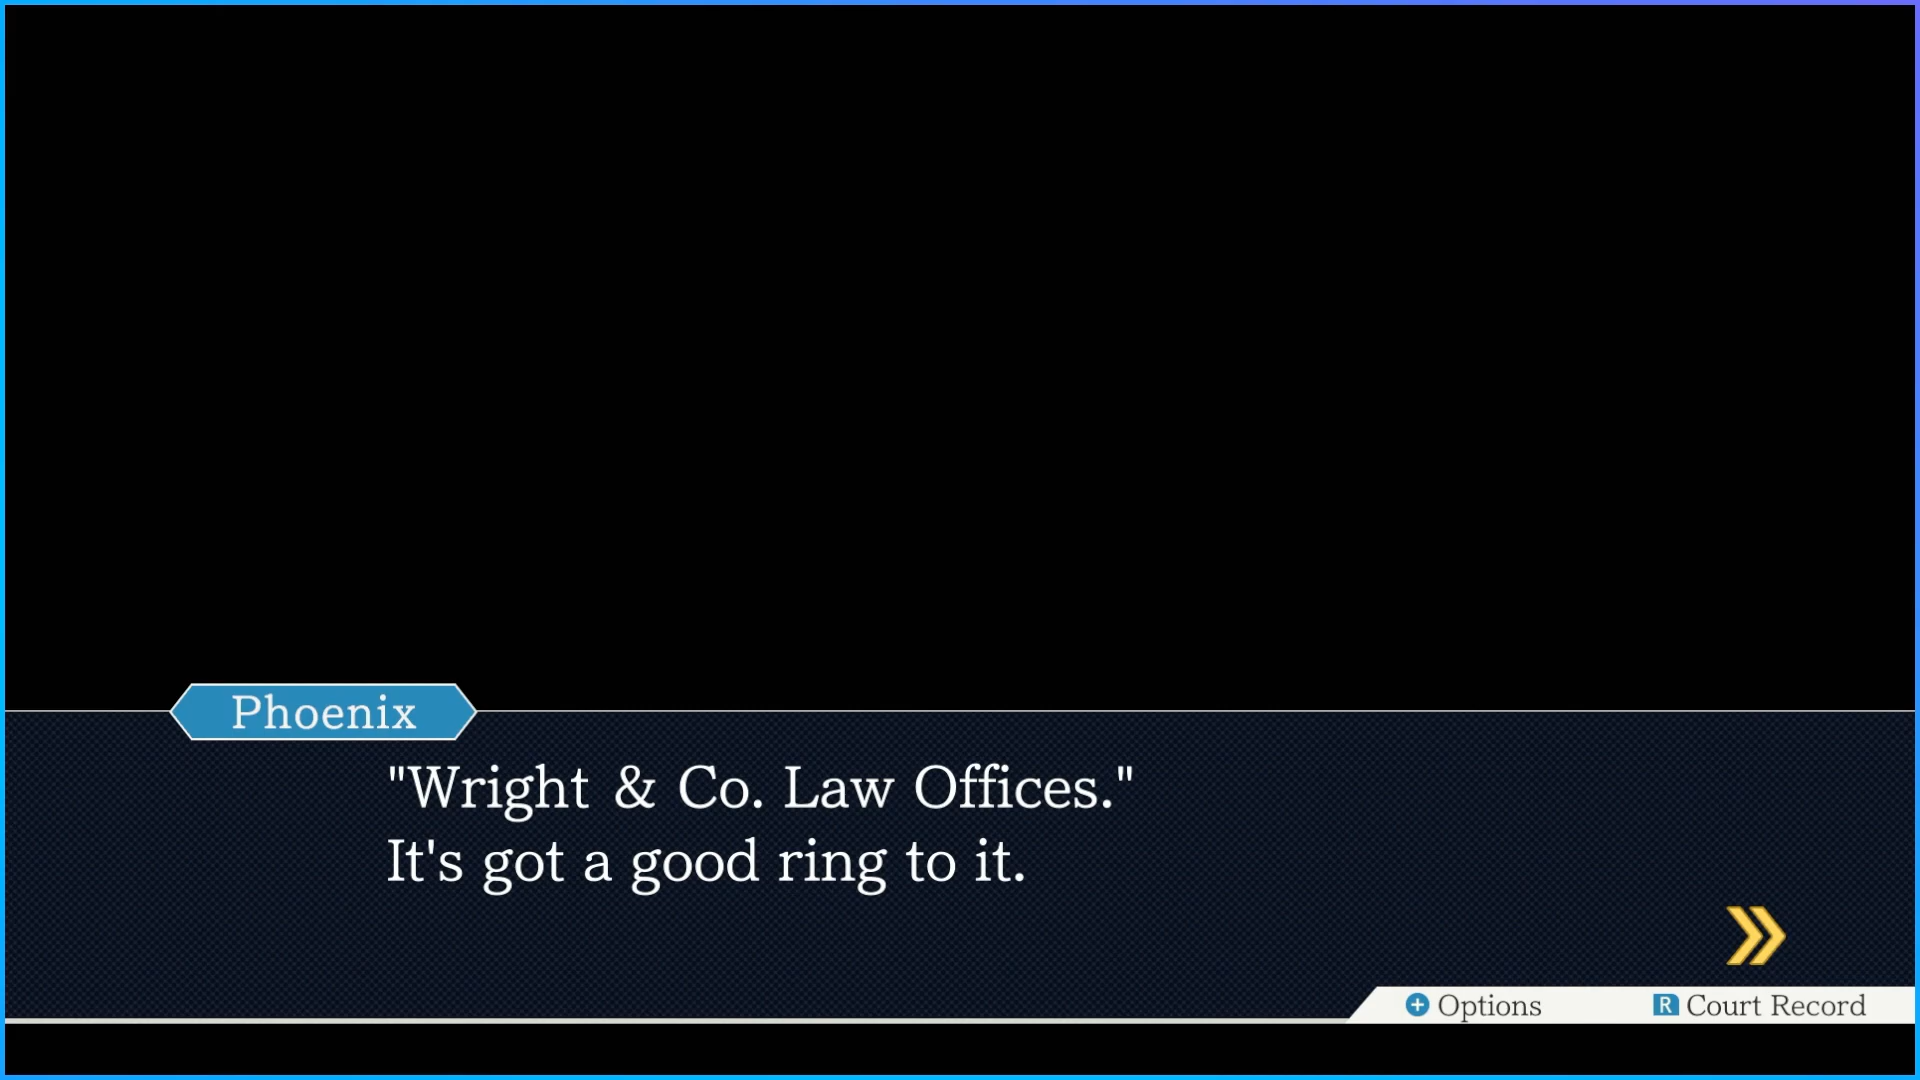 Phoenix
"Wright & Co. Law Offices."
It's got a good ring to it.
+ Options
R Court Record